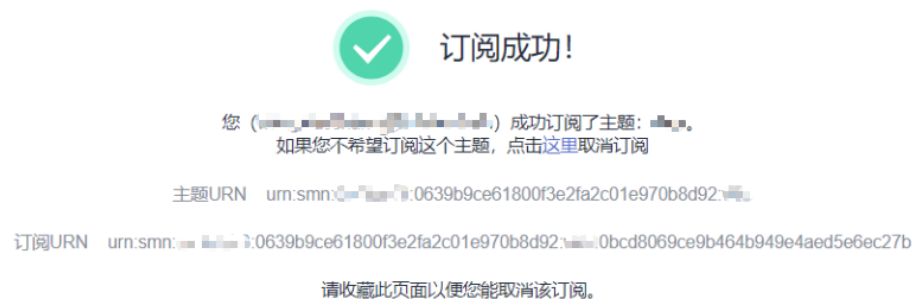 订阅成功！
您（）成功订阅了主题：。
如果您不希望订阅这个主题，点击这里取消订阅
主题URN urn:smn::0639b9ce61800f3e2fa2c01e970b8d92:
订阅URN urn:smn::0639b9ce61800f3e2fa2c01e970b8d92::0bcd8069ce9b464b949e4aed5e6ec27b
请收藏此页面以便您能取消该订阅。